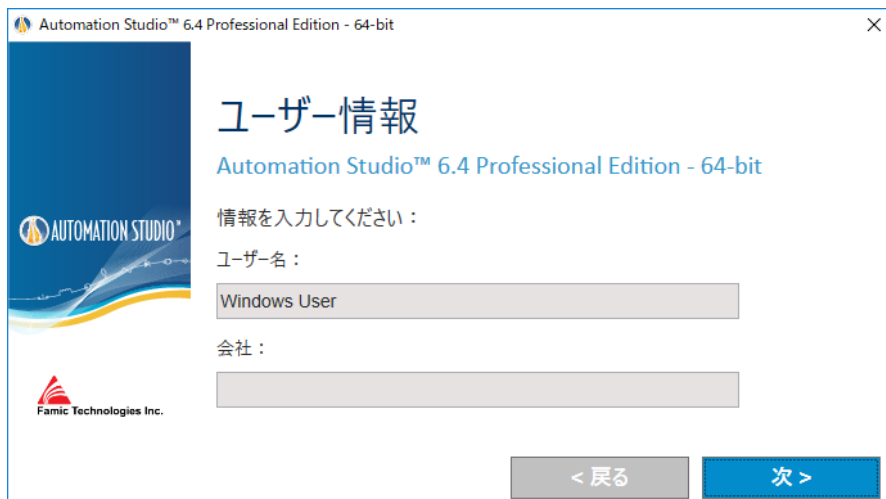 Automation Studio™ 6.4 Professional Edition - 64-bit
ユーザー情報
Automation Studio™ 6.4 Professional Edition - 64-bit
情報を入力してください：
AUTOMATION STUDIO™
ユーザー名：
Windows User
会社：
Famic Technologies Inc.
< 戻る
次 >